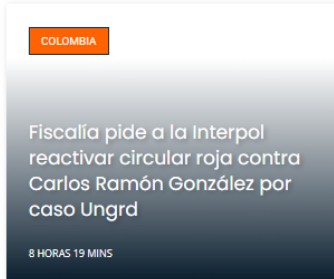 COLOMBIA
Fiscalía pide a la Interpol
reactivar circular roja contra
Carlos Ramón González por
caso Ungrd
8 HORAS 19 MINS